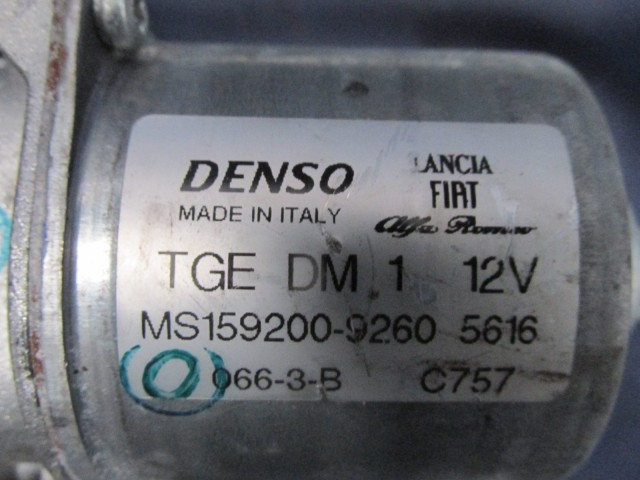 DENSO LANCIA
FIAT
MADE IN ITALY Alfa Romeo
TGE DM 1 12V
MS159200-9260 5616
066-3-B C757